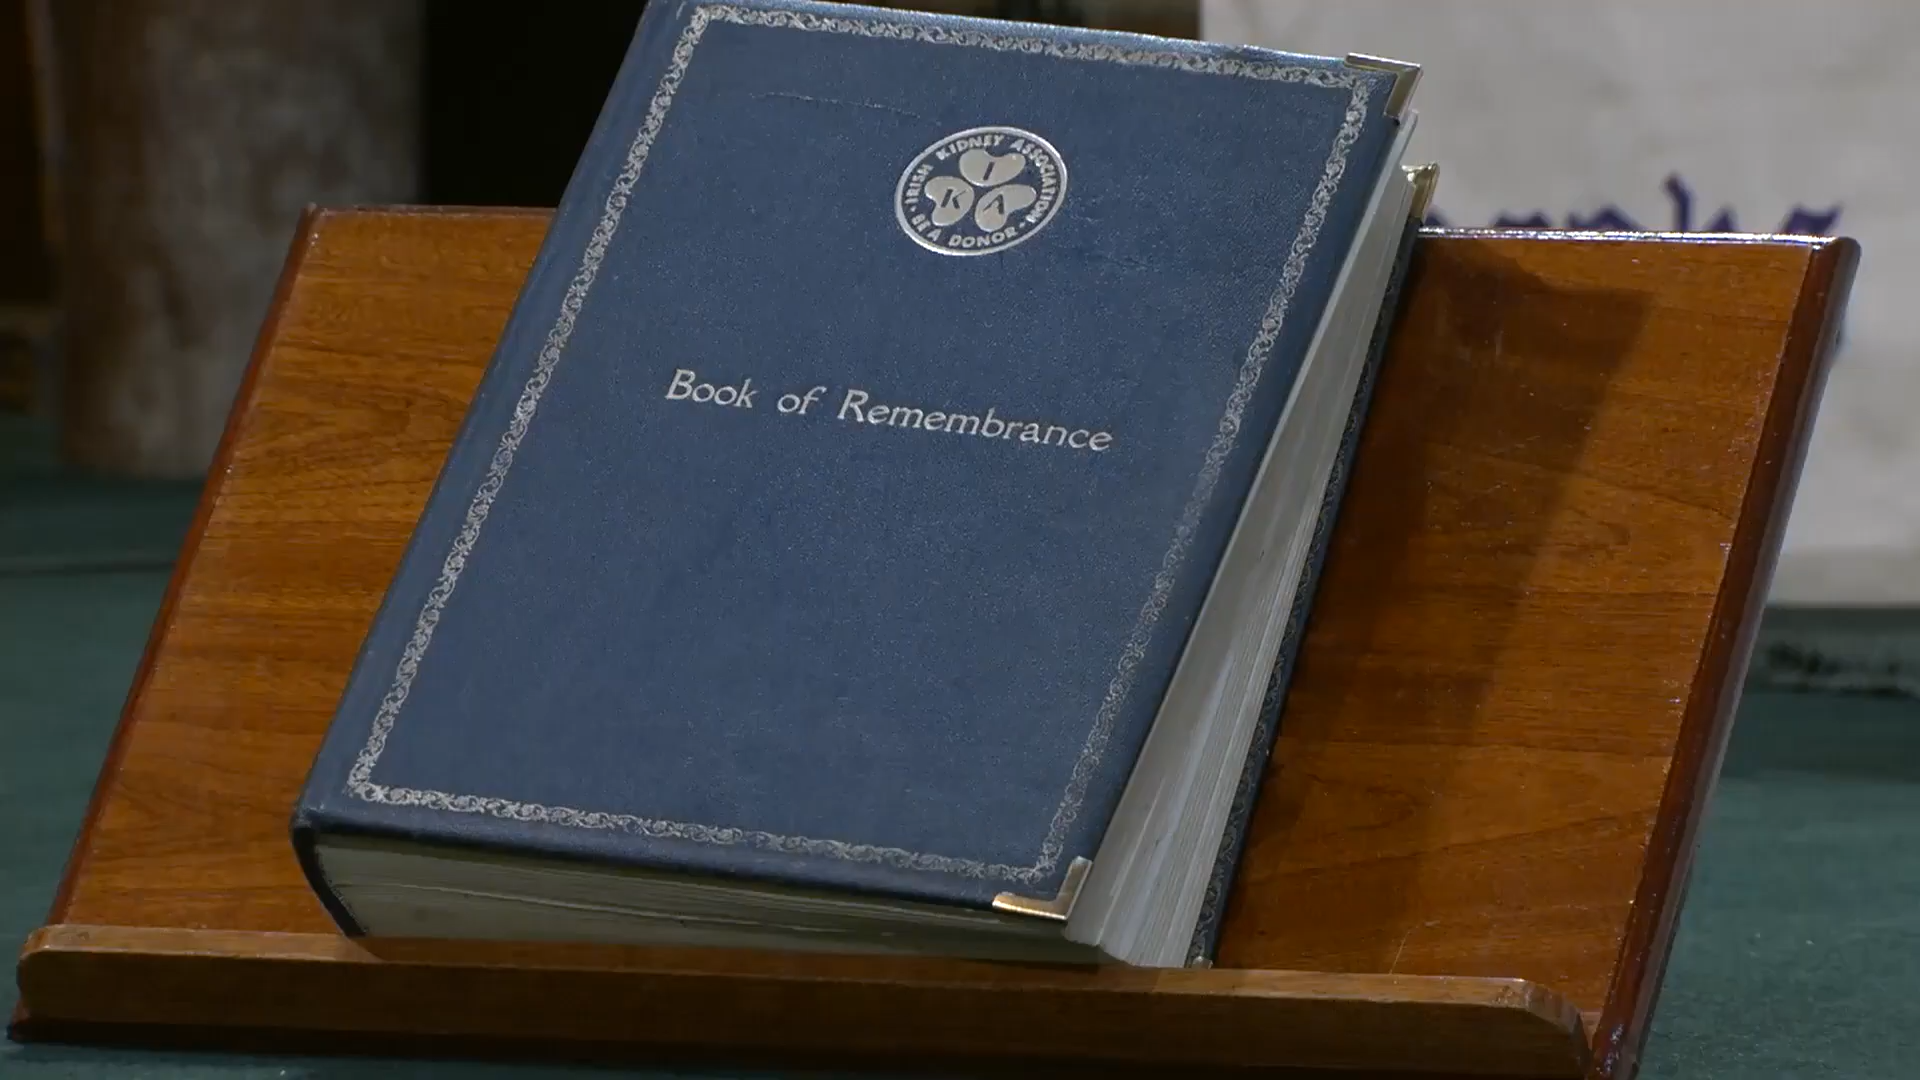 · IRISH KIDNEY ASSOCIATION ·
I
K A
BE A DONOR
Book of Remembrance